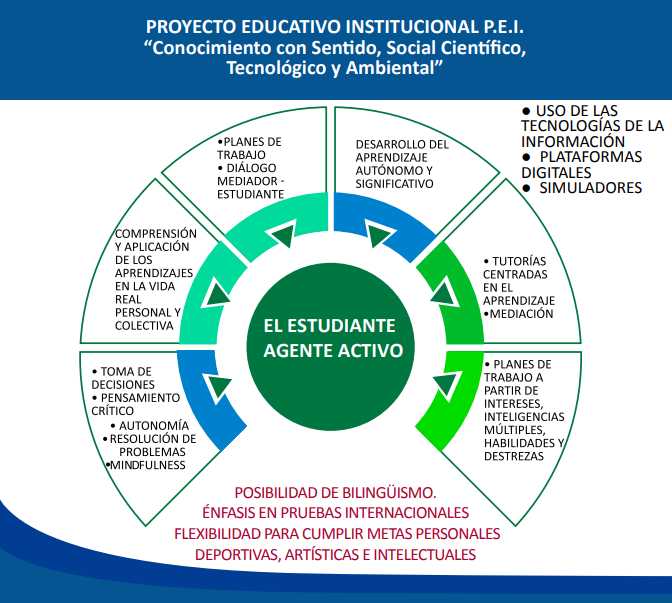 PROYECTO EDUCATIVO INSTITUCIONAL P.E.I.
“Conocimiento con Sentido, Social Científico,
Tecnológico y Ambiental”
● USO DE LAS
TECNOLOGÍAS DE LA
INFORMACIÓN
● PLATAFORMAS
DIGITALES
● SIMULADORES
•PLANES DE
TRABAJO
• DIÁLOGO
MEDIADOR -
ESTUDIANTE
DESARROLLO DEL
APRENDIZAJE
AUTÓNOMO Y
SIGNIFICATIVO
COMPRENSIÓN
Y APLICACIÓN
DE LOS
APRENDIZAJES
EN LA VIDA
REAL
PERSONAL Y
COLECTIVA
• TUTORÍAS
CENTRADAS
EN EL
APRENDIZAJE
•MEDIACIÓN
EL ESTUDIANTE
AGENTE ACTIVO
• TOMA DE
DECISIONES
• PENSAMIENTO
CRÍTICO
• AUTONOMÍA
• RESOLUCIÓN DE
PROBLEMAS
•MINDFULNESS
• PLANES DE
TRABAJO A
PARTIR DE
INTERESES,
INTELIGENCIAS
MÚLTIPLES,
HABILIDADES Y
DESTREZAS
POSIBILIDAD DE BILINGÜISMO.
ÉNFASIS EN PRUEBAS INTERNACIONALES
FLEXIBILIDAD PARA CUMPLIR METAS PERSONALES
DEPORTIVAS, ARTÍSTICAS E INTELECTUALES